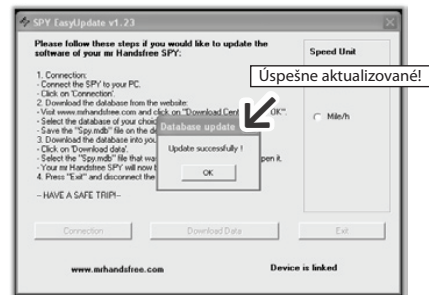 SPY EasyUpdate v1.23
Please follow these steps if you would like to update the
software of your mr Handsfree SPY:
Speed Unit
1. Connection:
- Connect the SPY to your PC.
- Click on 'Connection'.
2. Download the database from the website:
- Visit www.mrhandsfree.com and click on "Download Cent OK".
- Select the database of your choic
- Save the "Spy.mdb" file on the d
3. Download the database into you
- Click on "Download data".
- Select the "Spy.mdb" file that wa pen it.
- Your mr Handsfree SPY will now b
4. Press "Exit" and disconnect the
-- HAVE A SAFE TRIP!--
Úspešne aktualizované!
Mile/h
Database update
Update successfully !
OK
Connection
Download Data
Exit
www.mrhandsfree.com
Device is linked